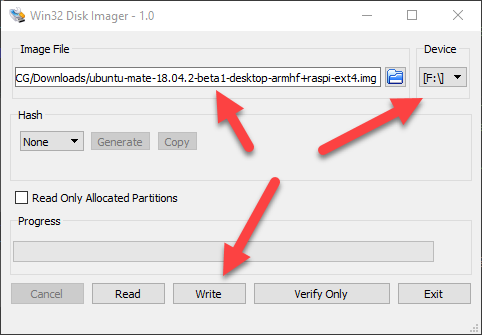 Win32 Disk Imager - 1.0
Image File
Device
CG/Downloads/ubuntu-mate-18.04.2-beta1-desktop-armhf+raspi-ext4.img
[F:\]
Hash
None
Generate
Copy
Read Only Allocated Partitions
Progress
Cancel
Read
Write
Verify Only
Exit